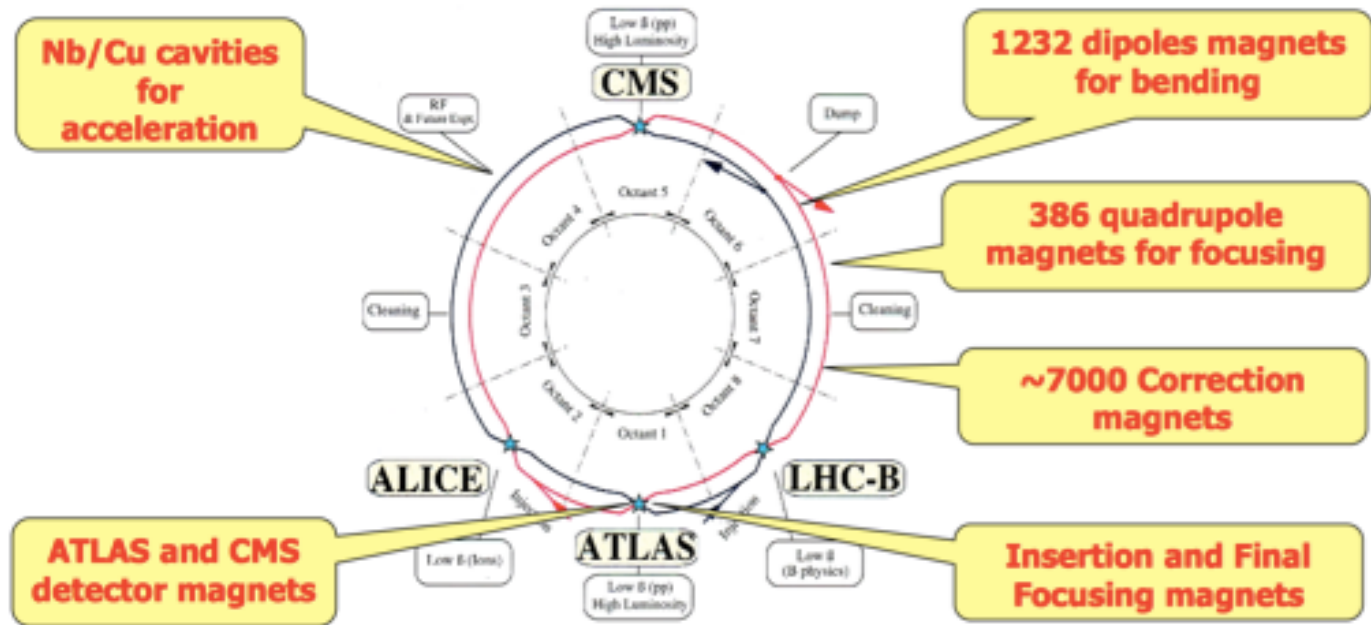 Nb/Cu cavities
for
acceleration
Low ß (pp)
High Luminosity
CMS
1232 dipoles magnets
for bending
RF
& Future Expt.
Dump
386 quadrupole
magnets for focusing
Octant 5
Octant 4
Octant 6
Cleaning
Octant 3
Octant 7
Cleaning
~7000 Correction
magnets
Octant 2
Octant 8
Octant 1
ALICE
LHC-B
Injection
Injection
ATLAS and CMS
detector magnets
Low ß (Ions)
ATLAS
Low ß (pp)
High Luminosity
Low ß
(B physics)
Insertion and Final
Focusing magnets